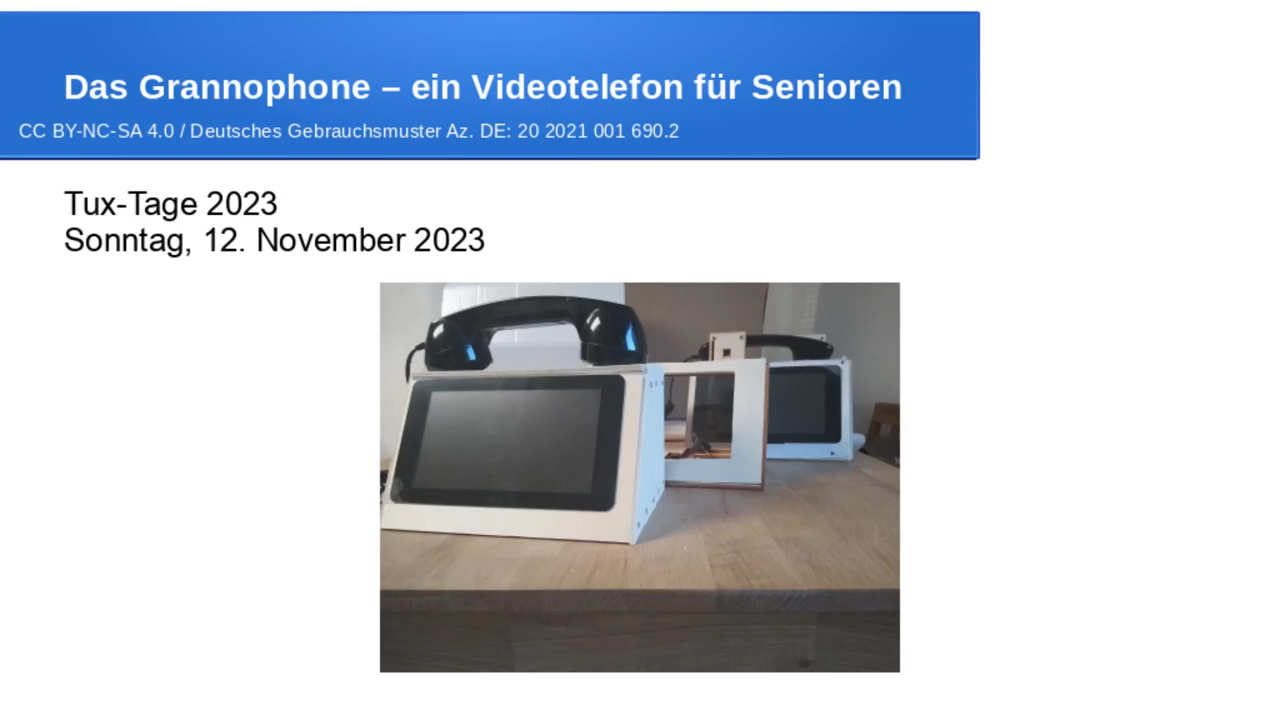 Das Grannophone – ein Videotelefon für Senioren
CC BY-NC-SA 4.0 / Deutsches Gebrauchsmuster Az. DE: 20 2021 001 690.2
Tux-Tage 2023
Sonntag, 12. November 2023